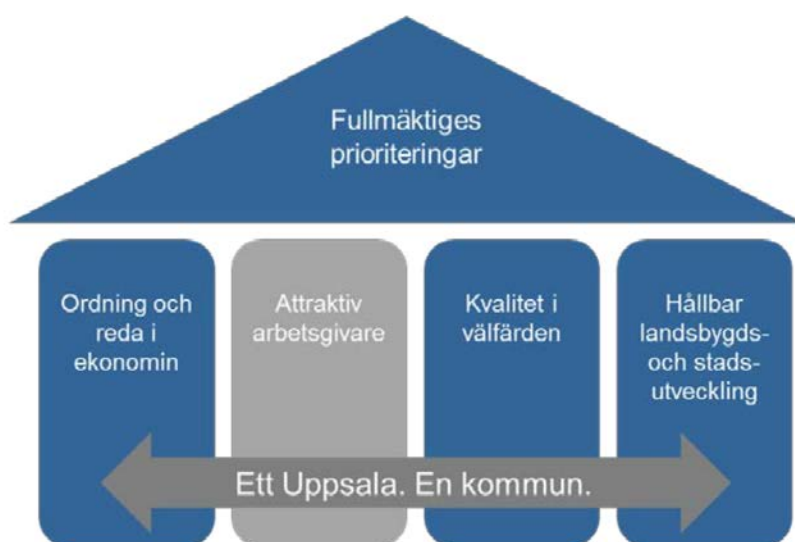 Fullmäktiges
prioriteringar
Ordning och
reda i
ekonomin
Attraktiv
arbetsgivare
Kvalitet i
välfärden
Hållbar
landsbygds-
och stads-
utveckling
Ett Uppsala. En kommun.